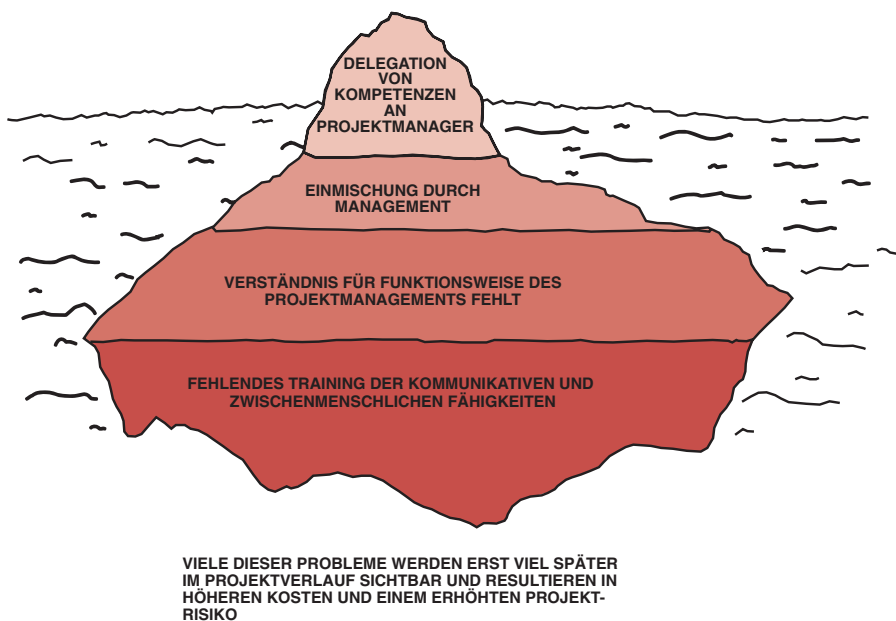 DELEGATION
VON
KOMPETENZEN
AN
PROJEKTMANAGER
EINMISCHUNG DURCH
MANAGEMENT
VERSTÄNDNIS FÜR FUNKTIONSWEISE DES
PROJEKTMANAGEMENTS FEHLT
FEHLENDES TRAINING DER KOMMUNIKATIVEN UND
ZWISCHENMENSCHLICHEN FÄHIGKEITEN
VIELE DIESER PROBLEME WERDEN ERST VIEL SPÄTER
IM PROJEKTVERLAUF SICHTBAR UND RESULTIEREN IN
HÖHEREN KOSTEN UND EINEM ERHÖHTEN PROJEKT-
RISIKO